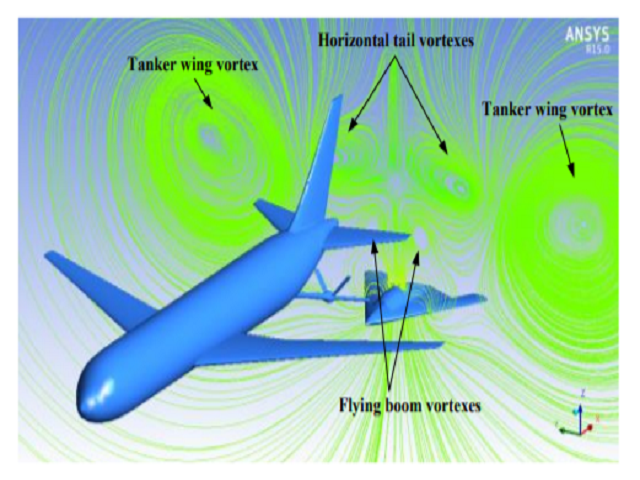 Horizontal tail vortexes
ANSYS
R15.0
Tanker wing vortex
Tanker wing vortex
Flying boom vortexes
Z